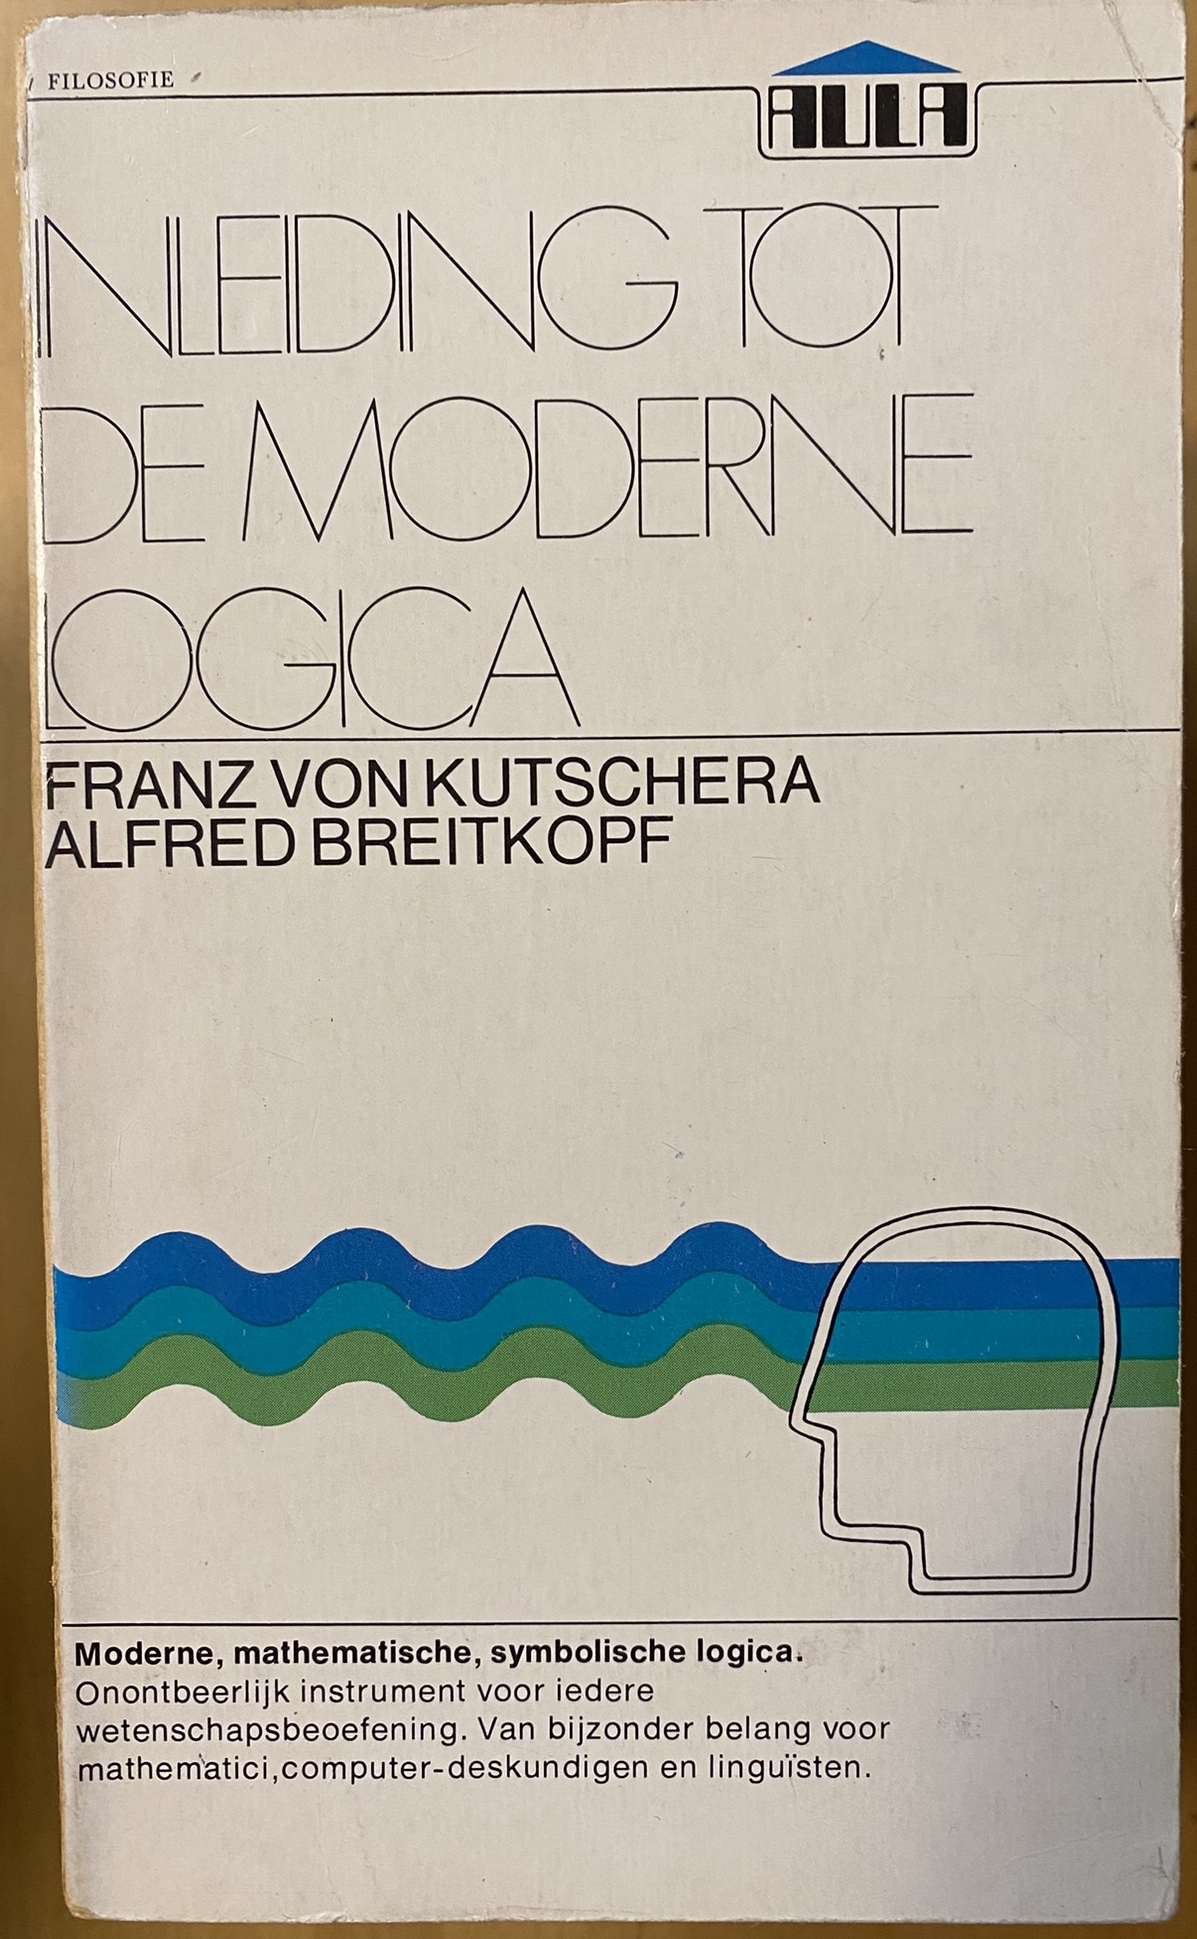 FILOSOFIE
AULA
INLEIDING TOT
DE MODERNE
LOGICA
FRANZ VON KUTSCHERA
ALFRED BREITKOPF
Moderne, mathematische, symbolische logica.
Onontbeerlijk instrument voor iedere
wetenschapsbeoefening. Van bijzonder belang voor
mathematici,computer-deskundigen en linguïsten.